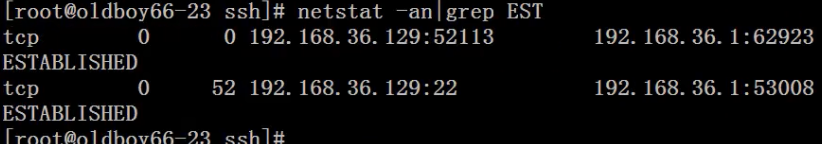 [root@oldboy66-23 ssh]# netstat -an|grep EST
tcp        0      0 192.168.36.129:52113        192.168.36.1:62923
ESTABLISHED
tcp        0     52 192.168.36.129:22           192.168.36.1:53008
ESTABLISHED
[root@oldboy66-23 ssh]#